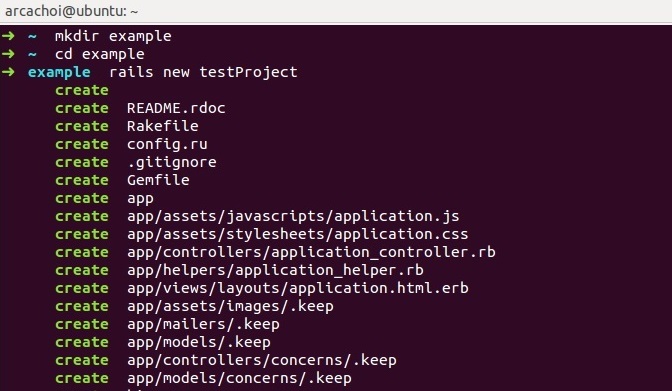 arcachoi@ubuntu: ~
➜ ~ mkdir example
➜ ~ cd example
➜ example rails new testProject
create
create README.rdoc
create Rakefile
create config.ru
create .gitignore
create Gemfile
create app
create app/assets/javascripts/application.js
create app/assets/stylesheets/application.css
create app/controllers/application_controller.rb
create app/helpers/application_helper.rb
create app/views/layouts/application.html.erb
create app/assets/images/.keep
create app/mailers/.keep
create app/models/.keep
create app/controllers/concerns/.keep
create app/models/concerns/.keep